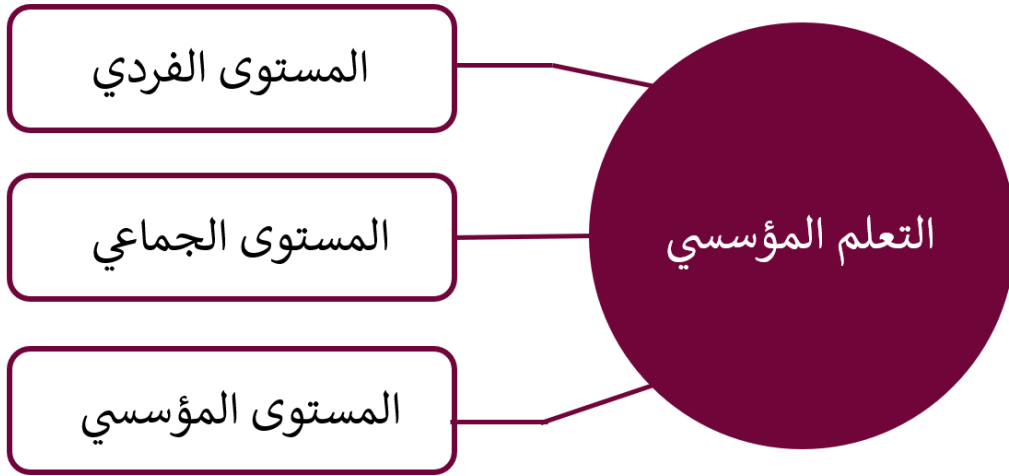 التعلم المؤسسي
المستوى الفردي
المستوى الجماعي
المستوى المؤسسي